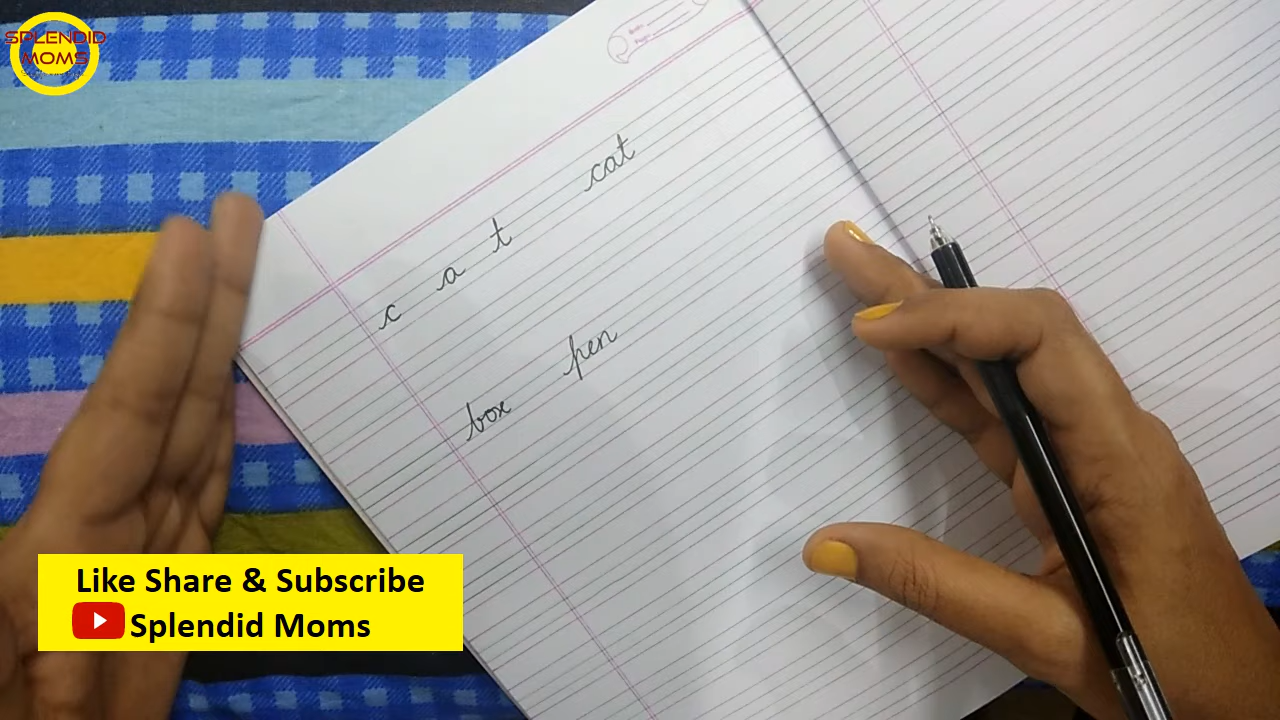 SPLENDID
MOMS
c a t cat
box pen
Like Share & Subscribe
Splendid Moms